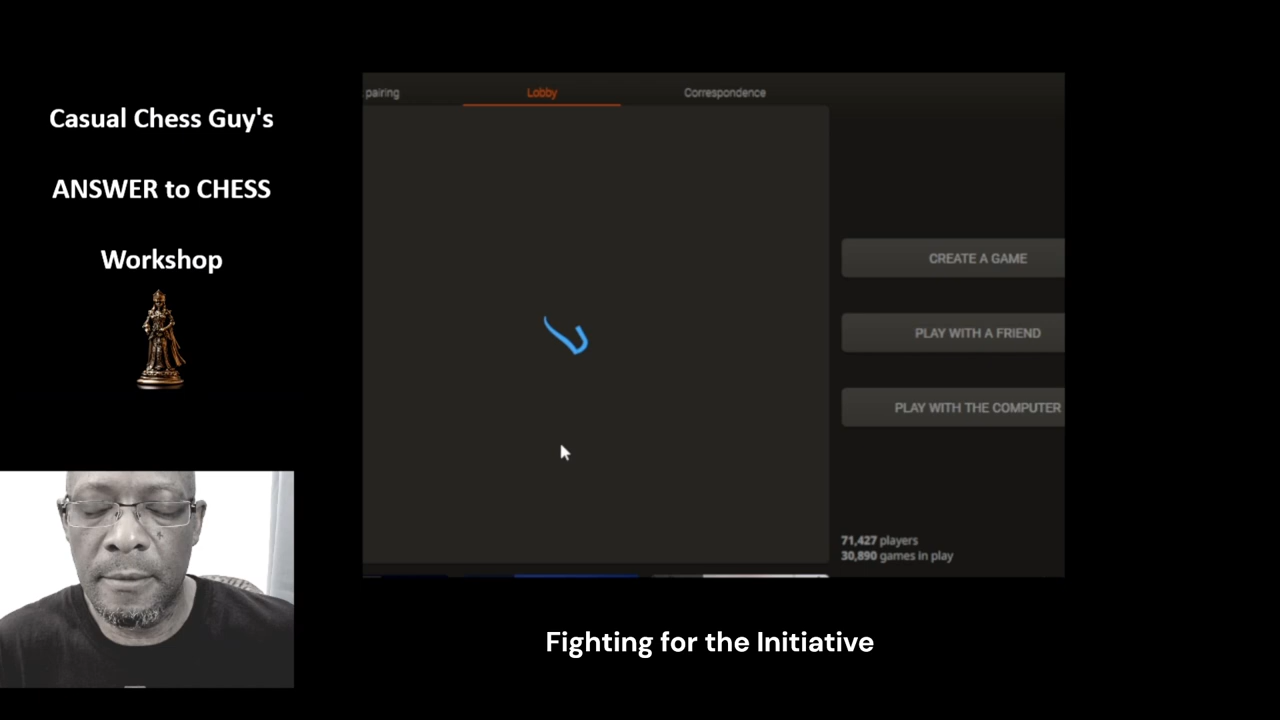 Casual Chess Guy's
ANSWER to CHESS
Workshop
pairing
Lobby
Correspondence
CREATE A GAME
PLAY WITH A FRIEND
PLAY WITH THE COMPUTER
71,427 players
30,890 games in play
Fighting for the Initiative